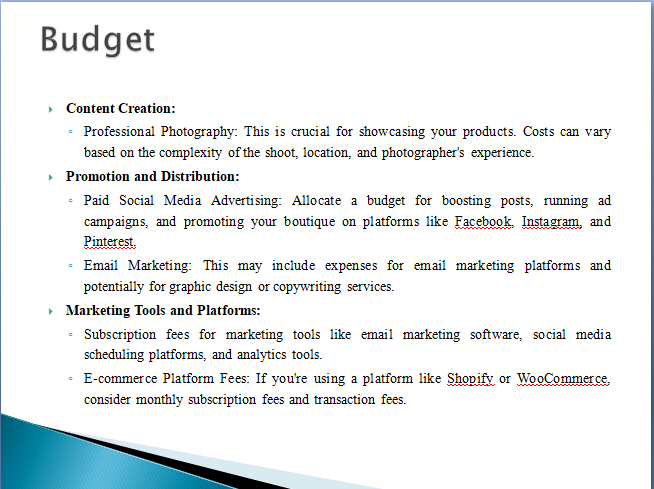 Budget
Content Creation:
Professional Photography: This is crucial for showcasing your products. Costs can vary
based on the complexity of the shoot, location, and photographer's experience.
Promotion and Distribution:
Paid Social Media Advertising: Allocate a budget for boosting posts, running ad
campaigns, and promoting your boutique on platforms like Facebook, Instagram, and
Pinterest.
Email Marketing: This may include expenses for email marketing platforms and
potentially for graphic design or copywriting services.
Marketing Tools and Platforms:
Subscription fees for marketing tools like email marketing software, social media
scheduling platforms, and analytics tools.
E-commerce Platform Fees: If you're using a platform like Shopify or WooCommerce,
consider monthly subscription fees and transaction fees.